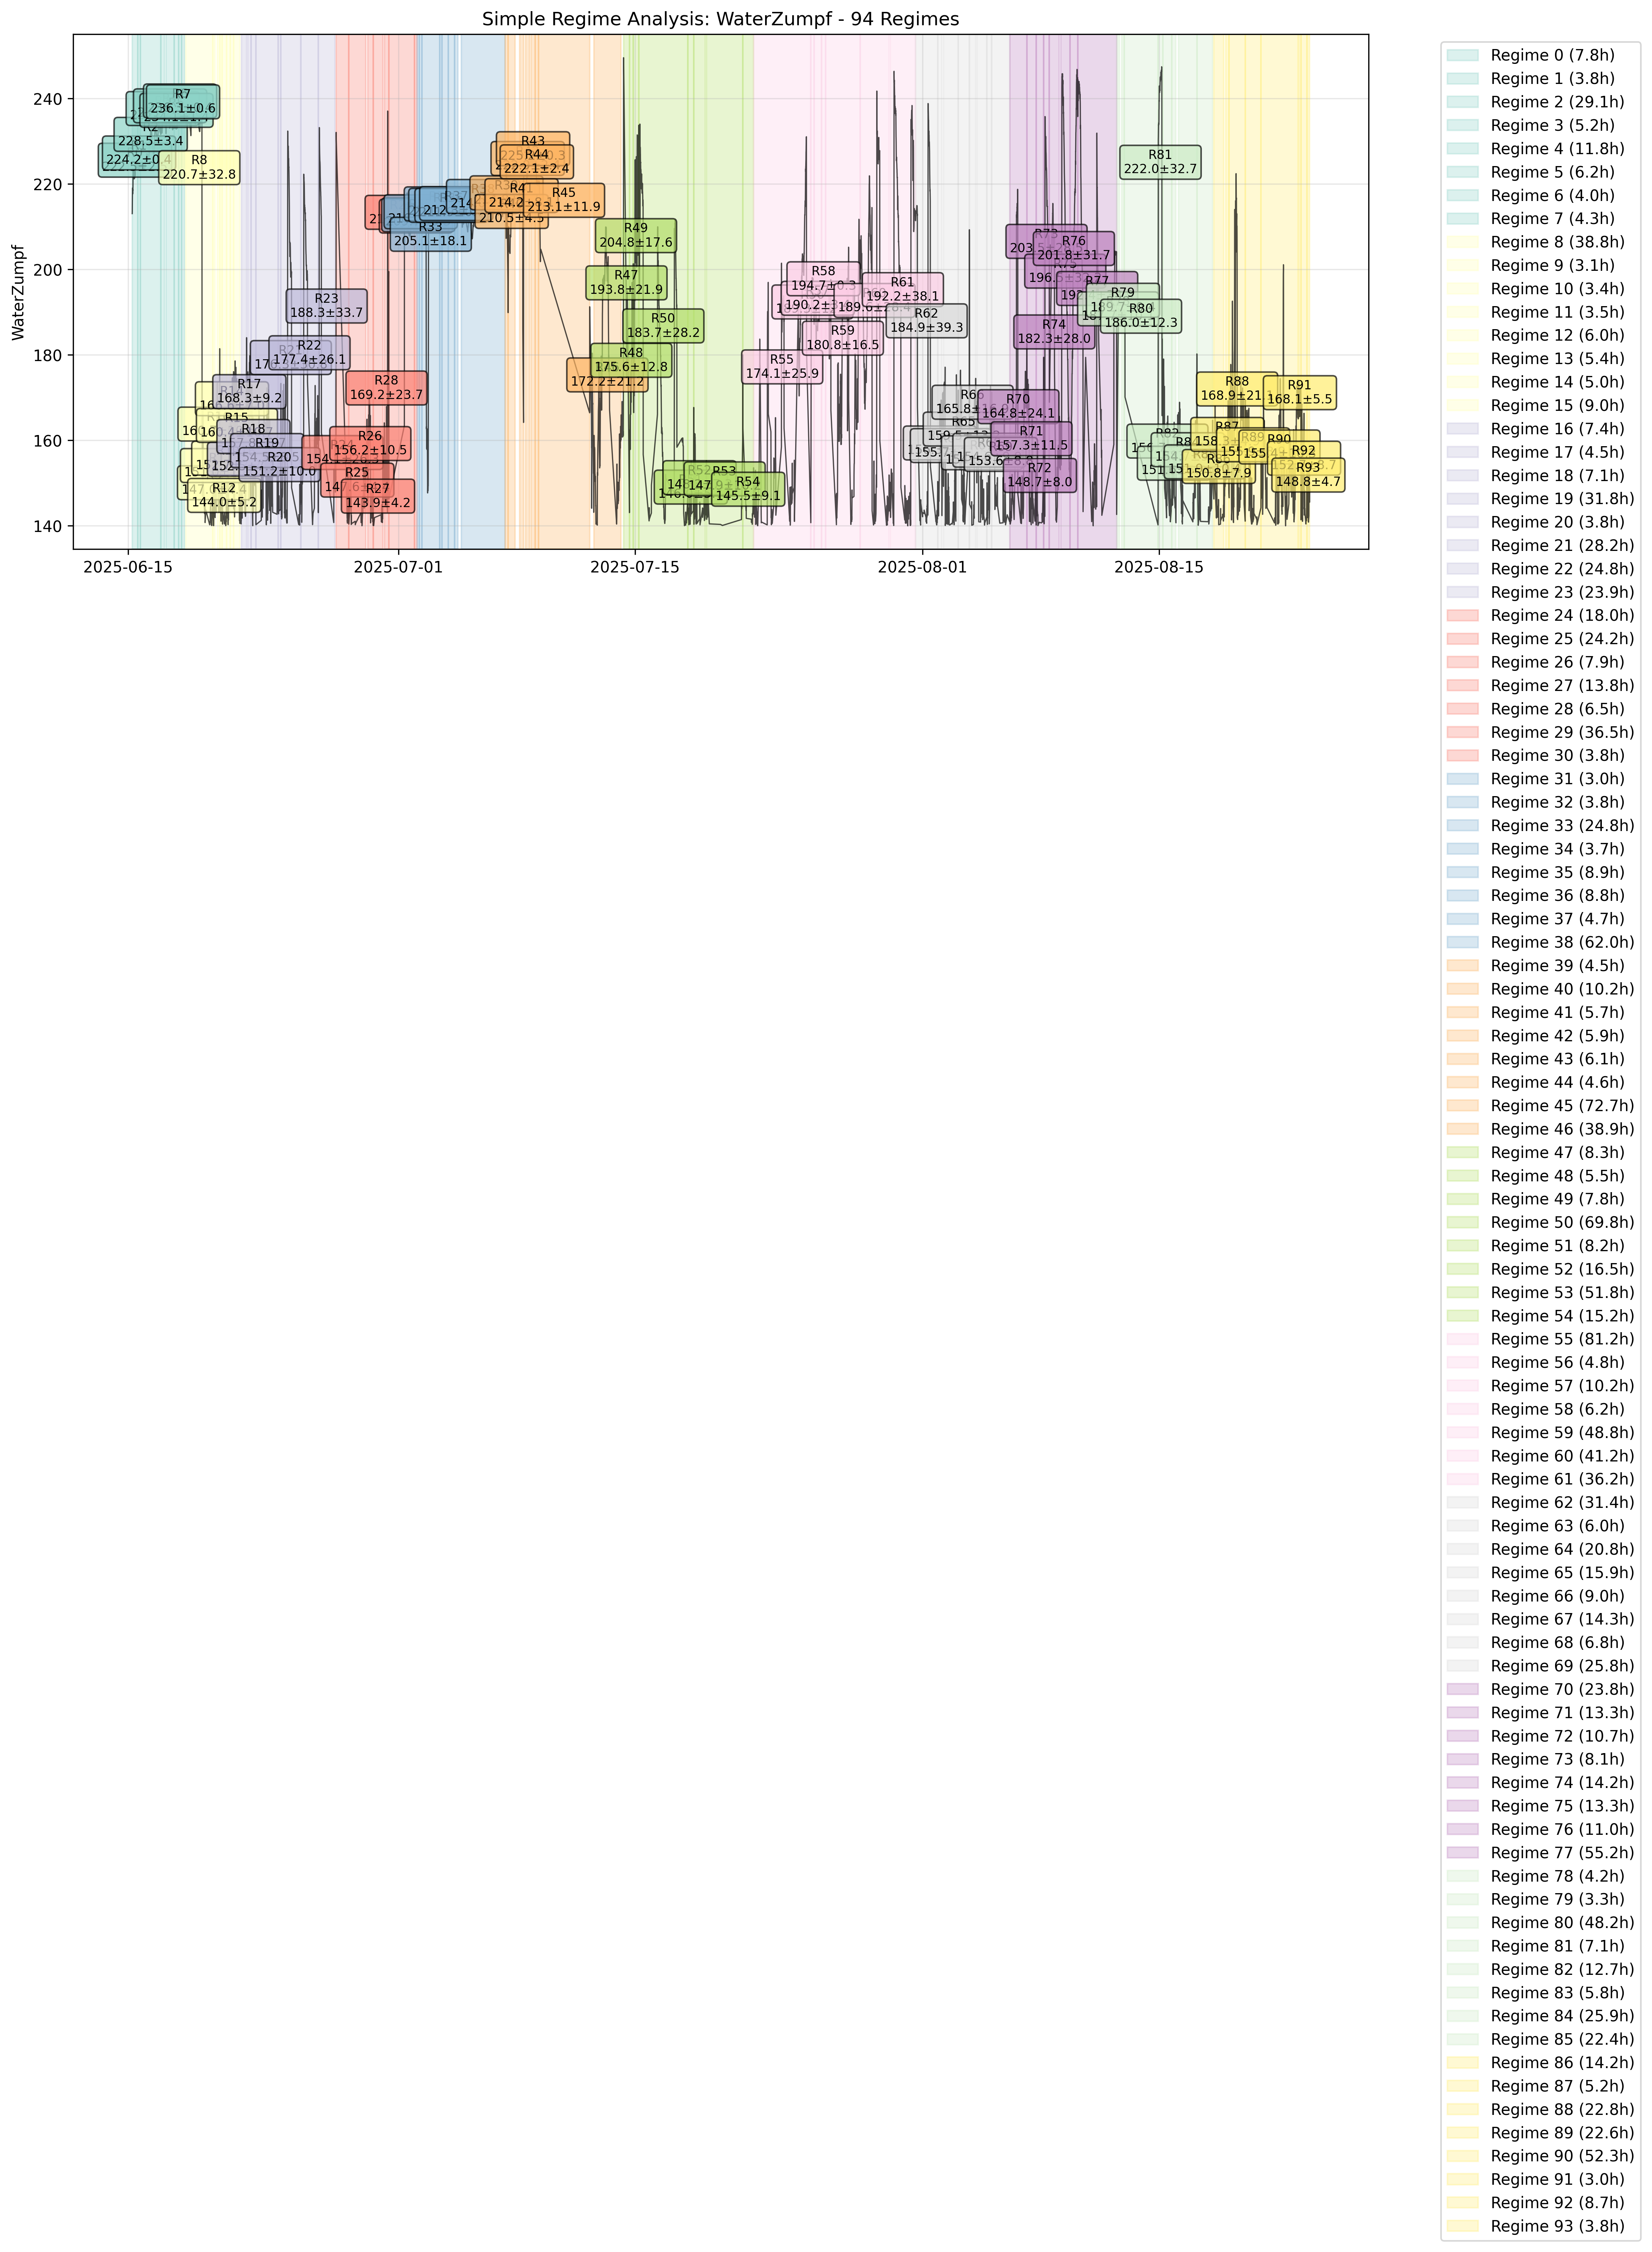 Simple Regime Analysis: WaterZumpf - 94 Regimes
WaterZumpf
240
220
200
180
160
140
2025-06-15
2025-07-01
2025-07-15
2025-08-01
2025-08-15
R7
236.1±0.6
228.5±3.4
224.2±0.4
R8
220.7±32.8
R12
144.0±5.2
R15
R17
168.3±9.2
R18
R19
R20
151.2±10.0
R22
177.4±26.1
R23
188.3±33.7
R25
R26
156.2±10.5
R27
143.9±4.2
R28
169.2±23.7
R33
205.1±18.1
R41
R43
R44
222.1±2.4
R45
213.1±11.9
172.2±21.2
R47
193.8±21.9
R48
175.6±12.8
R49
204.8±17.6
R50
183.7±28.2
R53
R54
145.5±9.1
R55
174.1±25.9
R58
194.7±0.3
R59
180.8±16.5
R61
192.2±38.1
R62
184.9±39.3
R65
R70
164.8±24.1
R71
157.3±11.5
R72
148.7±8.0
R74
182.3±28.0
R76
201.8±31.7
R77
R79
R80
186.0±12.3
R81
222.0±32.7
150.8±7.9
R87
R88
R90
R91
168.1±5.5
R92
R93
148.8±4.7
Regime 0 (7.8h)
Regime 1 (3.8h)
Regime 2 (29.1h)
Regime 3 (5.2h)
Regime 4 (11.8h)
Regime 5 (6.2h)
Regime 6 (4.0h)
Regime 7 (4.3h)
Regime 8 (38.8h)
Regime 9 (3.1h)
Regime 10 (3.4h)
Regime 11 (3.5h)
Regime 12 (6.0h)
Regime 13 (5.4h)
Regime 14 (5.0h)
Regime 15 (9.0h)
Regime 16 (7.4h)
Regime 17 (4.5h)
Regime 18 (7.1h)
Regime 19 (31.8h)
Regime 20 (3.8h)
Regime 21 (28.2h)
Regime 22 (24.8h)
Regime 23 (23.9h)
Regime 24 (18.0h)
Regime 25 (24.2h)
Regime 26 (7.9h)
Regime 27 (13.8h)
Regime 28 (6.5h)
Regime 29 (36.5h)
Regime 30 (3.8h)
Regime 31 (3.0h)
Regime 32 (3.8h)
Regime 33 (24.8h)
Regime 34 (3.7h)
Regime 35 (8.9h)
Regime 36 (8.8h)
Regime 37 (4.7h)
Regime 38 (62.0h)
Regime 39 (4.5h)
Regime 40 (10.2h)
Regime 41 (5.7h)
Regime 42 (5.9h)
Regime 43 (6.1h)
Regime 44 (4.6h)
Regime 45 (72.7h)
Regime 46 (38.9h)
Regime 47 (8.3h)
Regime 48 (5.5h)
Regime 49 (7.8h)
Regime 50 (69.8h)
Regime 51 (8.2h)
Regime 52 (16.5h)
Regime 53 (51.8h)
Regime 54 (15.2h)
Regime 55 (81.2h)
Regime 56 (4.8h)
Regime 57 (10.2h)
Regime 58 (6.2h)
Regime 59 (48.8h)
Regime 60 (41.2h)
Regime 61 (36.2h)
Regime 62 (31.4h)
Regime 63 (6.0h)
Regime 64 (20.8h)
Regime 65 (15.9h)
Regime 66 (9.0h)
Regime 67 (14.3h)
Regime 68 (6.8h)
Regime 69 (25.8h)
Regime 70 (23.8h)
Regime 71 (13.3h)
Regime 72 (10.7h)
Regime 73 (8.1h)
Regime 74 (14.2h)
Regime 75 (13.3h)
Regime 76 (11.0h)
Regime 77 (55.2h)
Regime 78 (4.2h)
Regime 79 (3.3h)
Regime 80 (48.2h)
Regime 81 (7.1h)
Regime 82 (12.7h)
Regime 83 (5.8h)
Regime 84 (25.9h)
Regime 85 (22.4h)
Regime 86 (14.2h)
Regime 87 (5.2h)
Regime 88 (22.8h)
Regime 89 (22.6h)
Regime 90 (52.3h)
Regime 91 (3.0h)
Regime 92 (8.7h)
Regime 93 (3.8h)